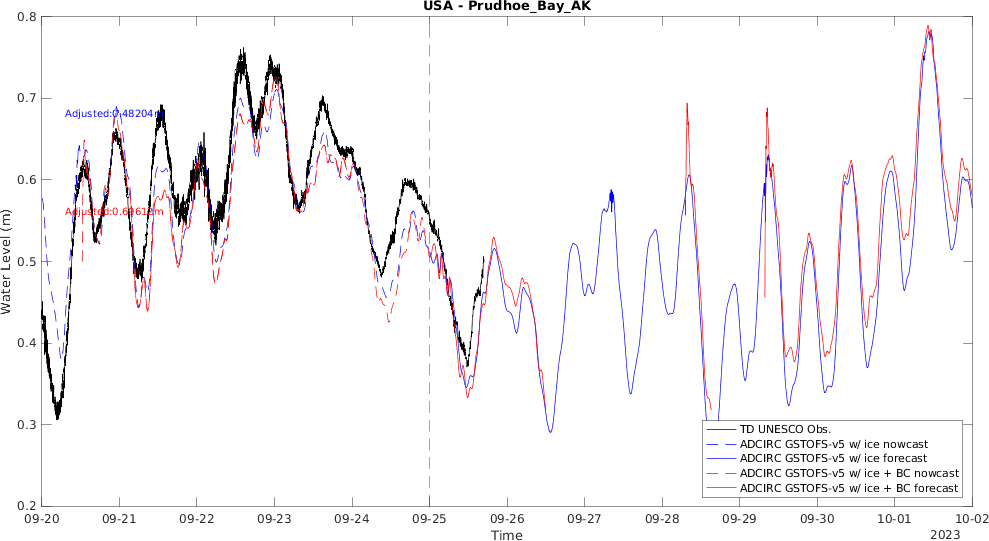 USA - Prudhoe_Bay_AK
0.8
0.7
0.6
0.5
0.4
0.3
0.2
Water Level (m)
Adjusted:0.48204m
TD UNESCO Obs.
ADCIRC GSTOFS-v5 w/ ice nowcast
ADCIRC GSTOFS-v5 w/ ice forecast
ADCIRC GSTOFS-v5 w/ ice + BC nowcast
ADCIRC GSTOFS-v5 w/ ice + BC forecast
09-20 09-21 09-22 09-23 09-24 09-25 09-26 09-27 09-28 09-29 09-30 10-01 10-02
Time
2023